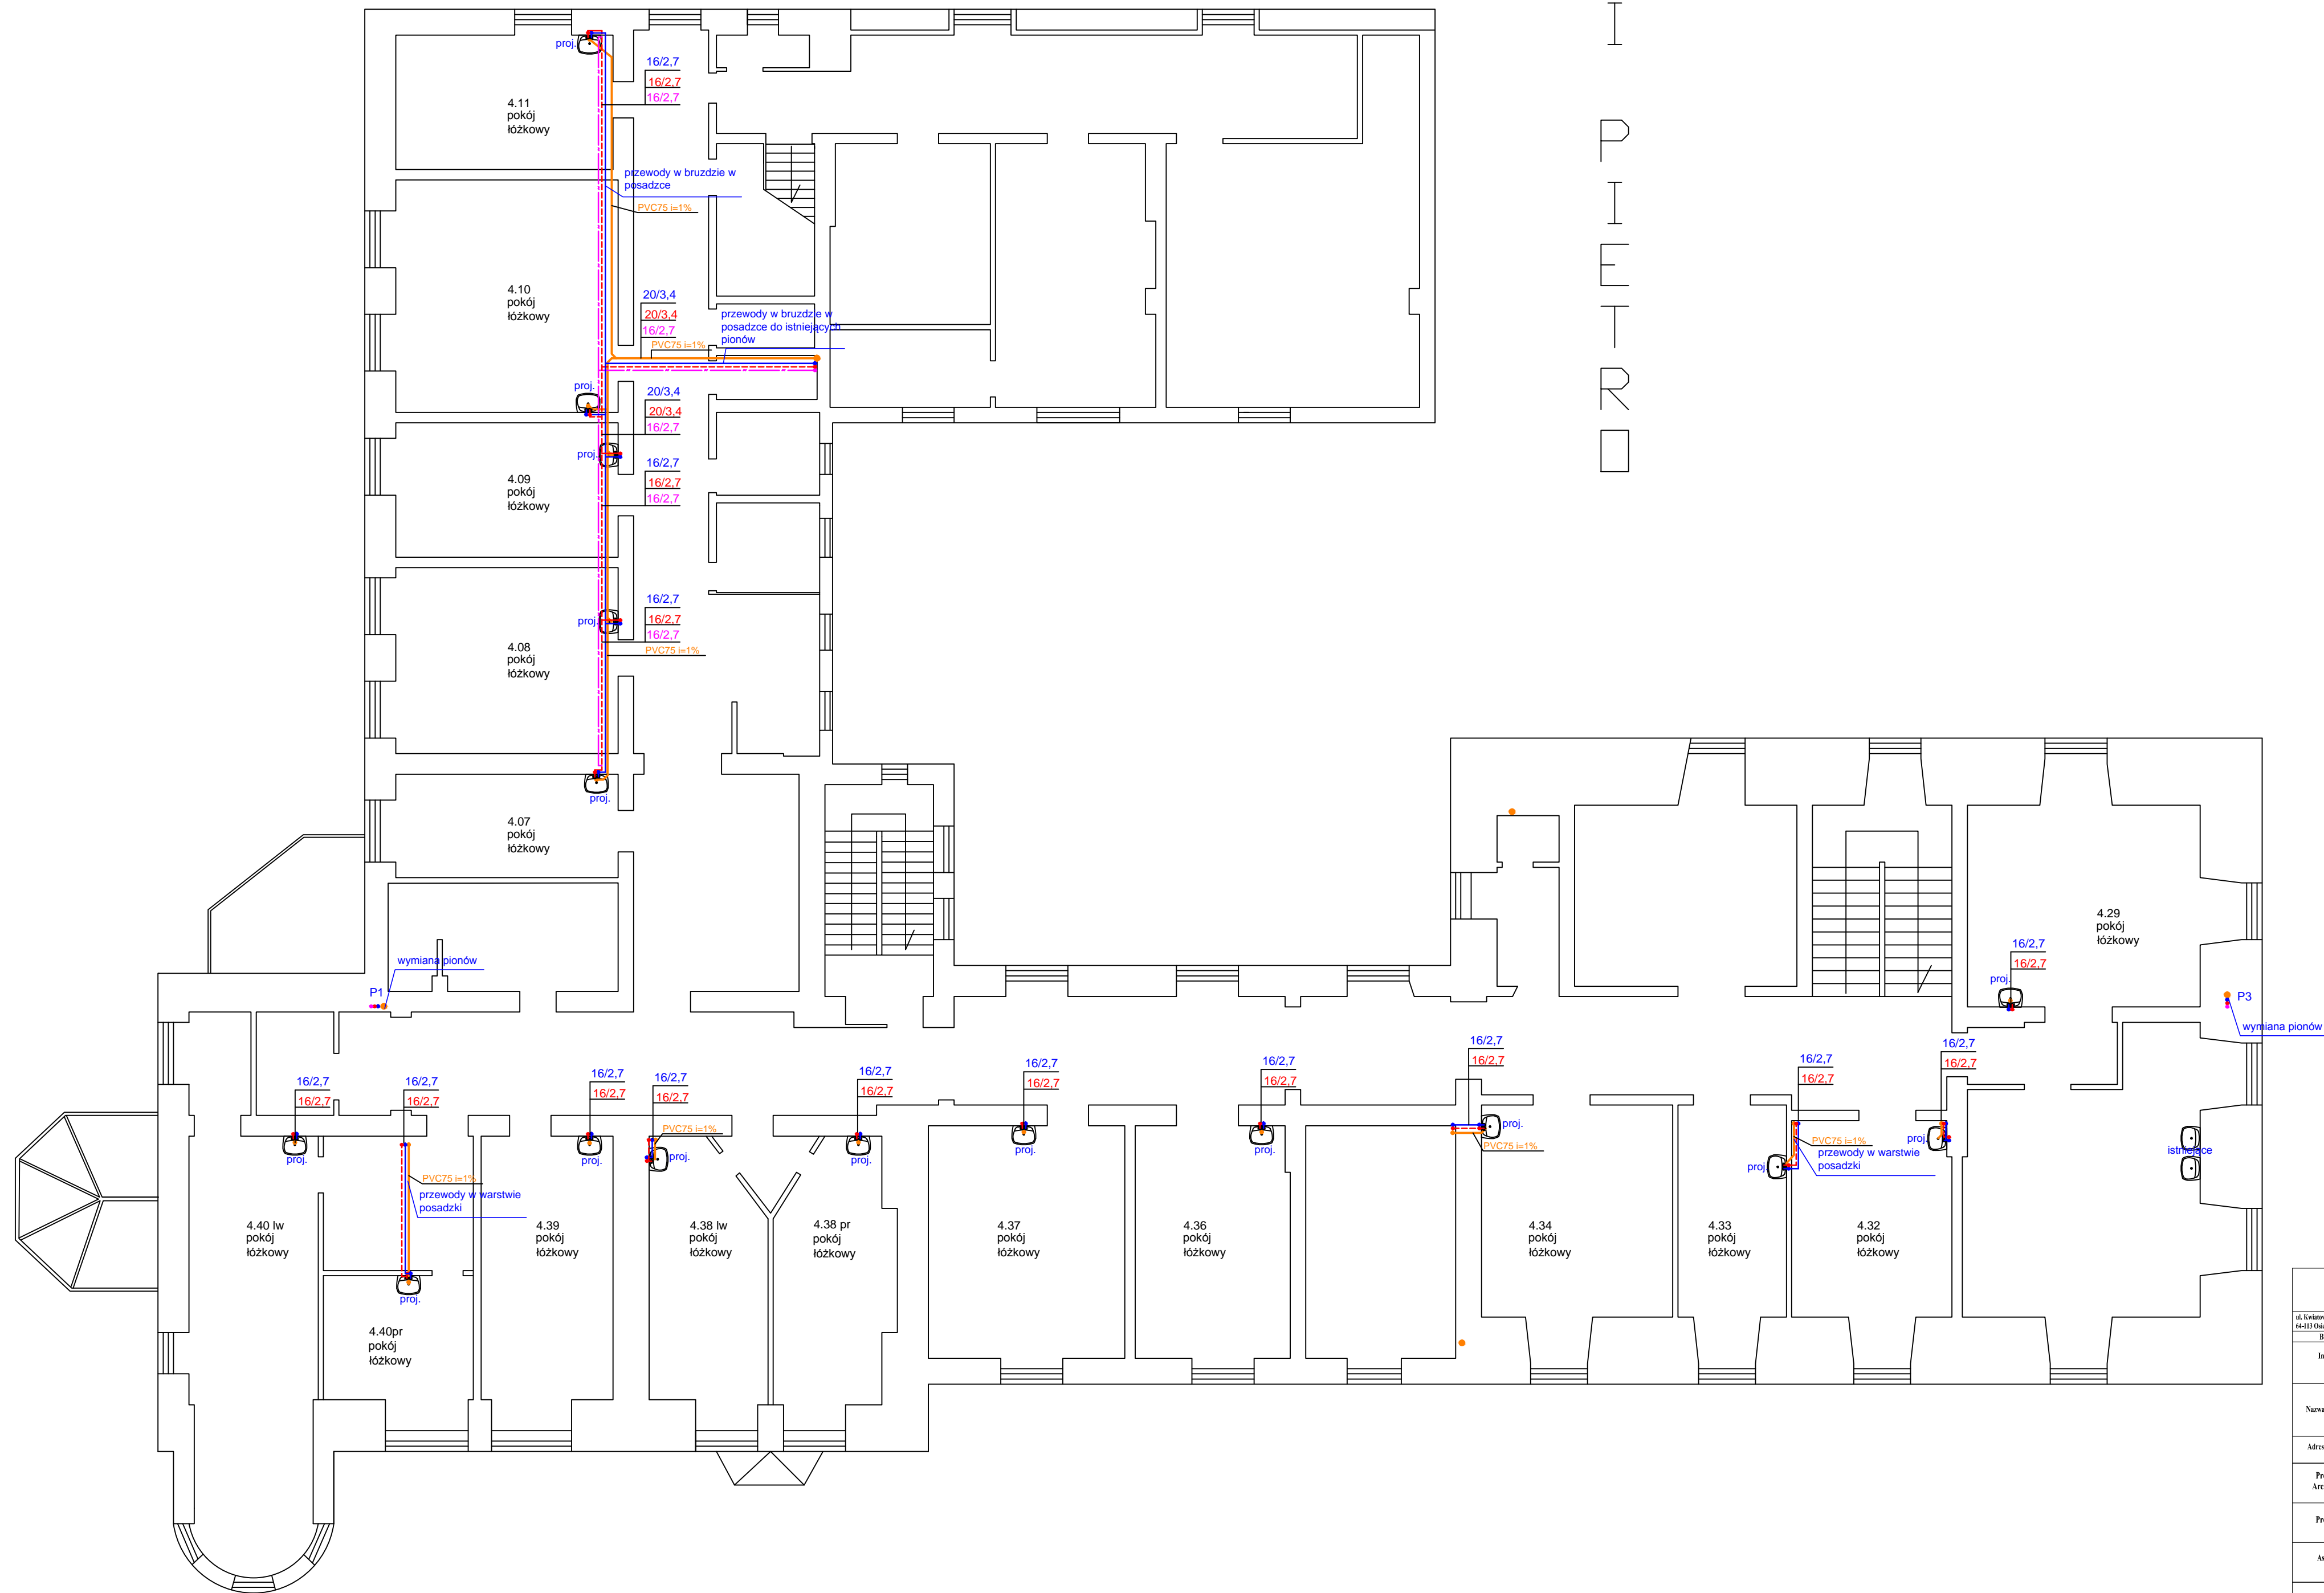 I PIĘTRO
proj.
16/2,7
16/2,7
16/2,7
4.11
pokój
łóżkowy
przewody w bruzdzie w
posadzce
PVC75 i=1%
4.10
pokój
łóżkowy
20/3,4
20/3,4
16/2,7
przewody w bruzdzie w
posadzce do istniejących
pionów
PVC75 i=1%
proj.
20/3,4
20/3,4
16/2,7
proj.
16/2,7
16/2,7
16/2,7
4.09
pokój
łóżkowy
16/2,7
16/2,7
16/2,7
proj.
PVC75 i=1%
4.08
pokój
łóżkowy
proj.
4.07
pokój
łóżkowy
4.29
pokój
łóżkowy
16/2,7
16/2,7
proj.
wymiana pionów
P1
P3
wymiana pionów
16/2,7
16/2,7
proj.
16/2,7
16/2,7
PVC75 i=1%
przewody w warstwie
posadzki
proj.
16/2,7
16/2,7
proj.
16/2,7
16/2,7
PVC75 i=1%
proj.
16/2,7
16/2,7
proj.
16/2,7
16/2,7
proj.
16/2,7
16/2,7
proj.
16/2,7
16/2,7
proj.
PVC75 i=1%
16/2,7
16/2,7
PVC75 i=1%
przewody w warstwie
posadzki
proj.
16/2,7
16/2,7
proj.
istniejące
4.40 lw
pokój
łóżkowy
4.39
pokój
łóżkowy
4.38 lw
pokój
łóżkowy
4.38 pr
pokój
łóżkowy
4.37
pokój
łóżkowy
4.36
pokój
łóżkowy
4.34
pokój
łóżkowy
4.33
pokój
łóżkowy
4.32
pokój
łóżkowy
4.40pr
pokój
łóżkowy
ul.
64-113